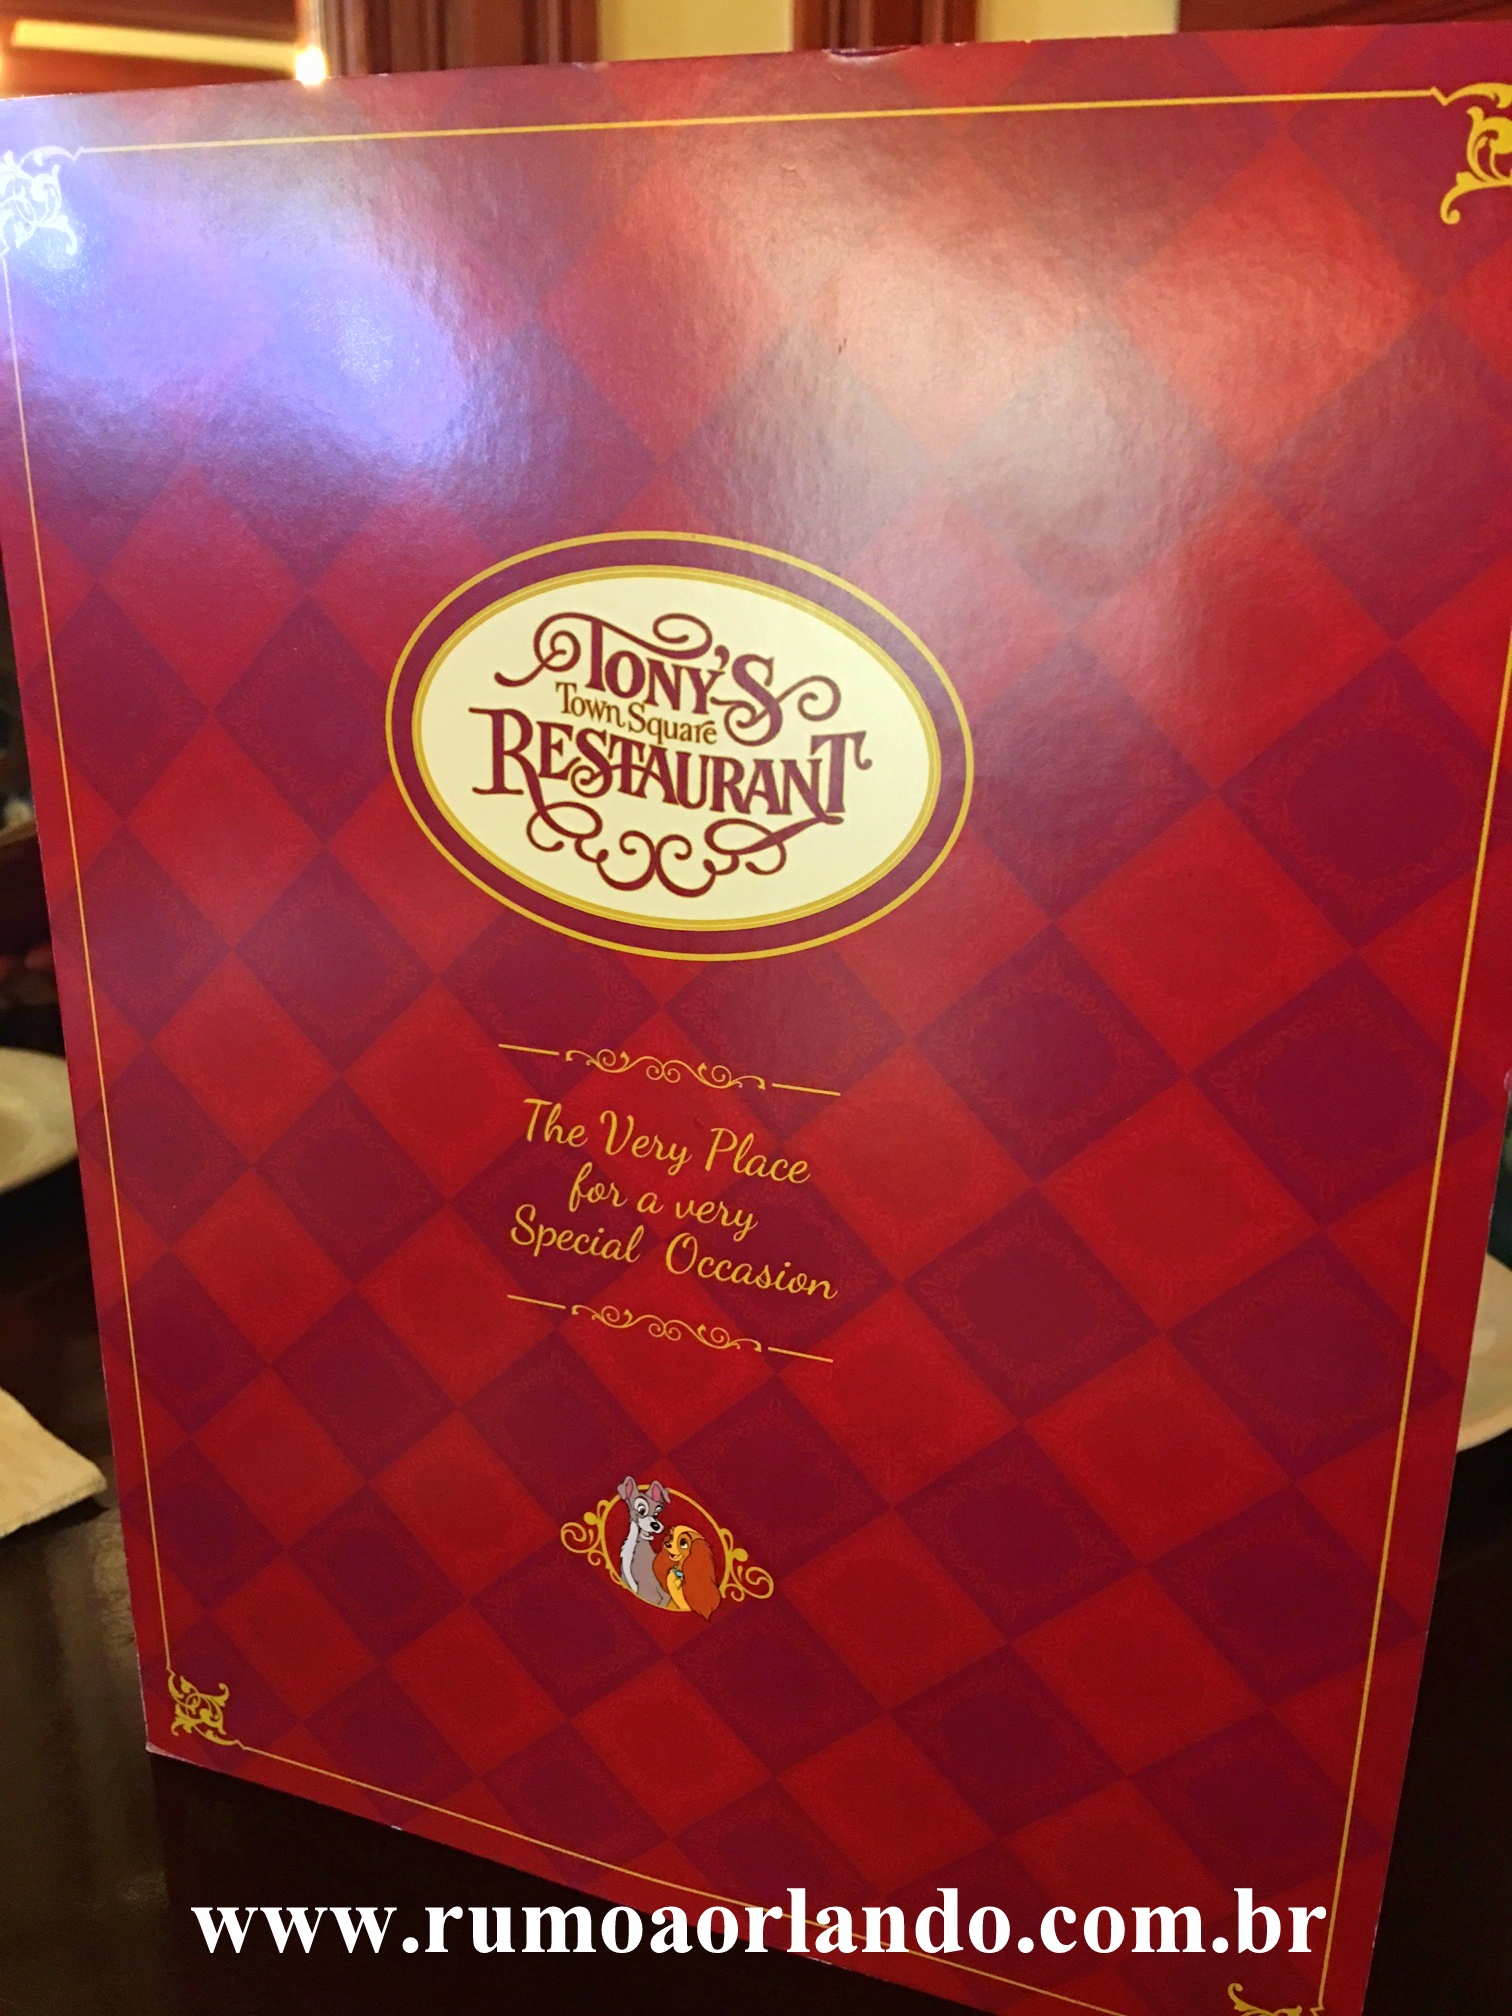 Tony's
Town Square
Restaurant
The Very Place
for a very
Special Occasion
www.rumoaorlando.com.br